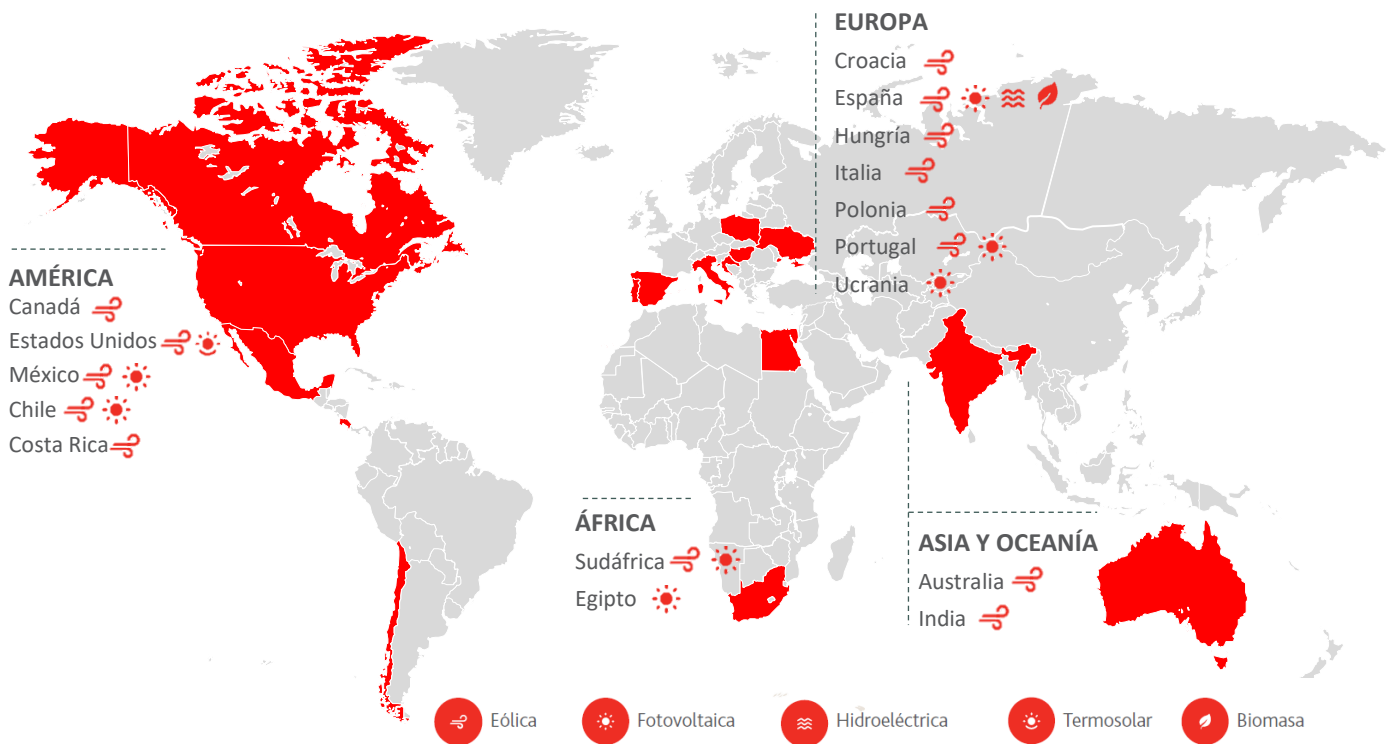 EUROPA
Croacia
España
Hungría
Italia
Polonia
Portugal
Ucrania
AMÉRICA
Canadá
Estados Unidos
México
Chile
Costa Rica
ÁFRICA
Sudáfrica
Egipto
ASIA Y OCEANÍA
Australia
India
Eólica
Fotovoltaica
Hidroeléctrica
Termosolar
Biomasa